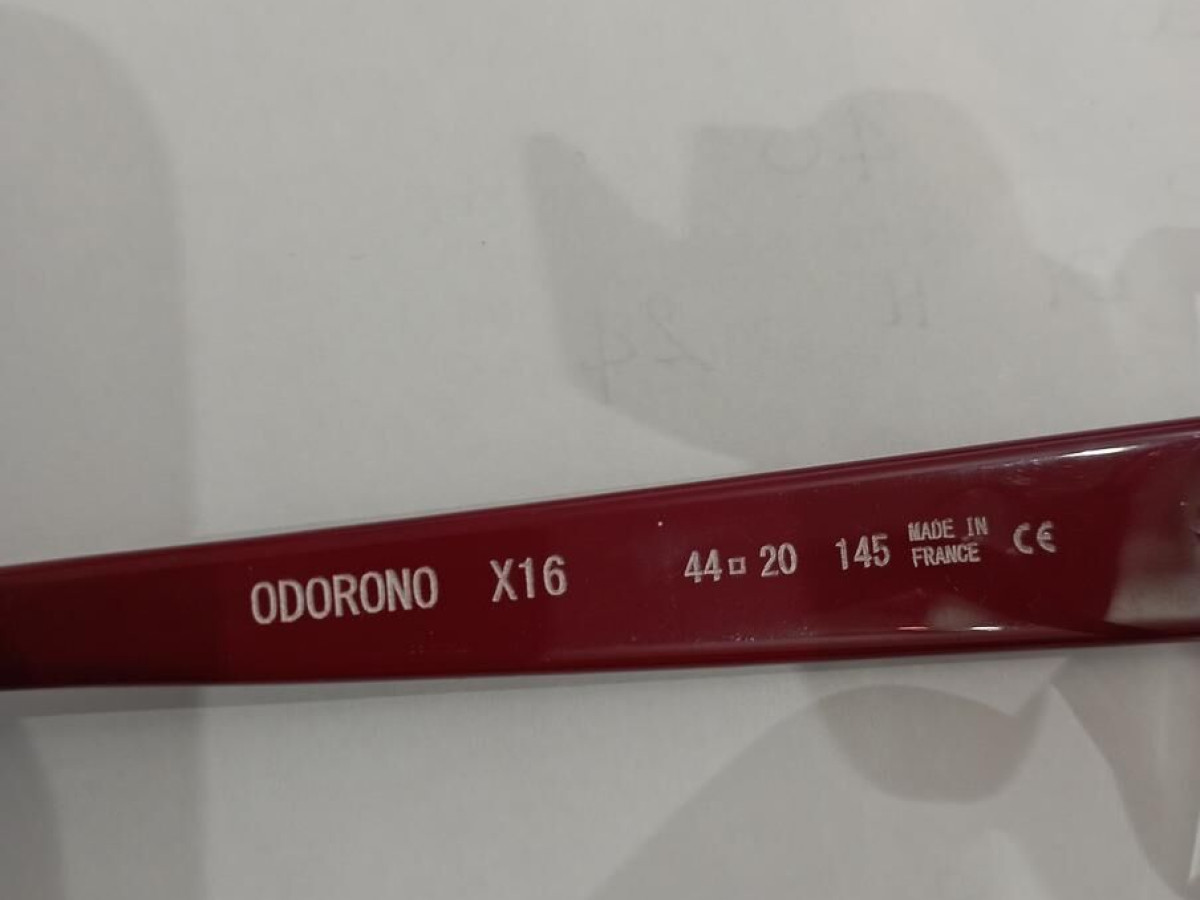 ODORONO X16 44□20 145 MADE IN
FRANCE CE